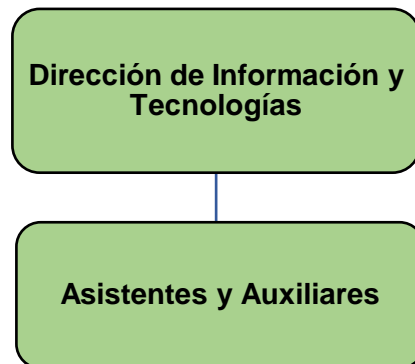 Dirección de Información y
Tecnologías
Asistentes y Auxiliares